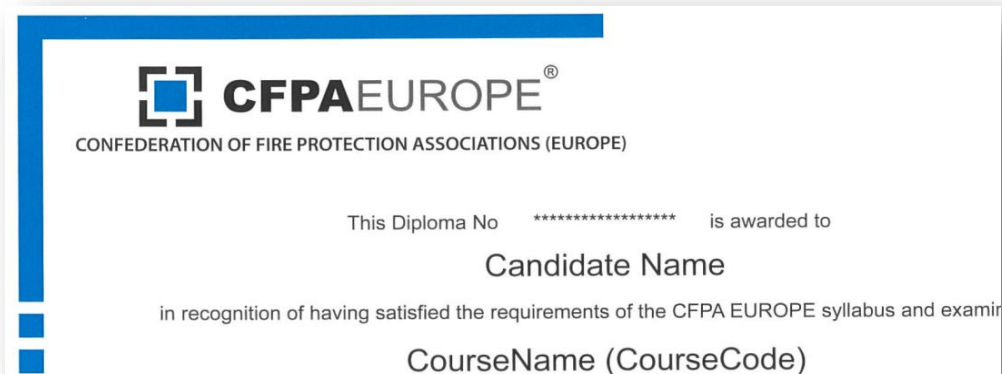 CFPAEUROPE®
CONFEDERATION OF FIRE PROTECTION ASSOCIATIONS (EUROPE)
This Diploma No ****************** is awarded to
Candidate Name
in recognition of having satisfied the requirements of the CFPA EUROPE syllabus and examin
CourseName (CourseCode)